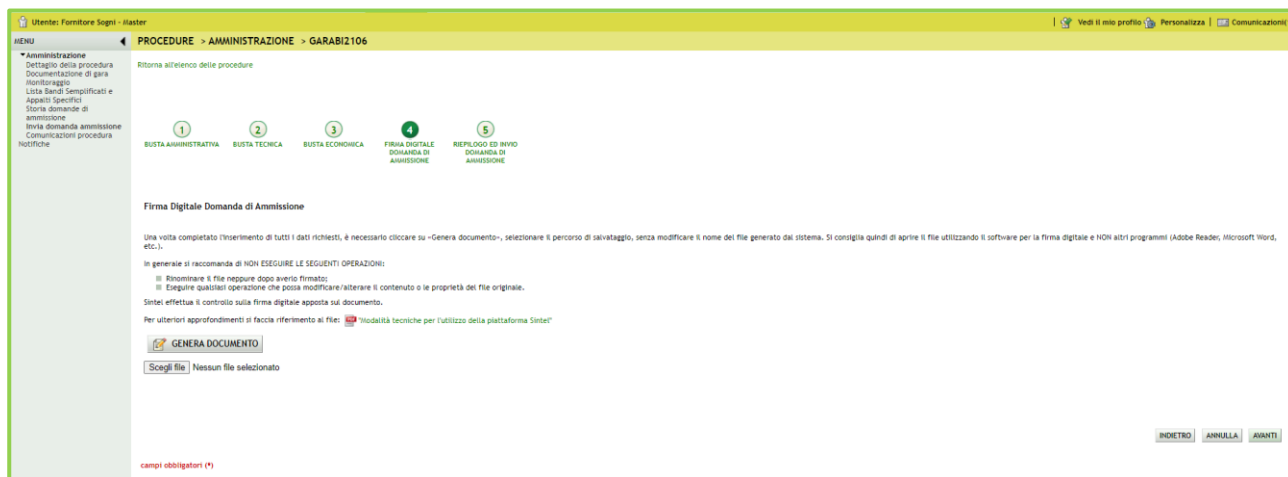 Utente: Fornitore Sogni - Master
Vedi il mio profilo Personalizza | Comunicazioni(
MENU
PROCEDURE > AMMINISTRAZIONE > GARABI2106
Amministrazione
Dettaglio della procedura
Documentazione di gara
Monitoraggio
Lista Bandi Semplificati e
Appalti Specifici
Storia domande di
ammissione
Invia domanda ammissione
Comunicazioni procedura
Notifiche
Ritorna all'elenco delle procedure
1 2 3 4 5
BUSTA AMMINISTRATIVA BUSTA TECNICA BUSTA ECONOMICA FIRMA DIGITALE RIEPILOGO ED INVIO
DOMANDA DI DOMANDA DI
AMMISSIONE AMMISSIONE
Firma Digitale Domanda di Ammissione
Una volta completato l'inserimento di tutti i dati richiesti, è necessario cliccare su «Genera documento», selezionare il percorso di salvataggio, senza modificare il nome del file generato dal sistema. Si consiglia quindi di aprire il file utilizzando il software per la firma digitale e NON altri programmi (Adobe Reader, Microsoft Word,
etc.).
In generale si raccomanda di NON ESEGUIRE LE SEGUENTI OPERAZIONI:
Rinominare il file neppure dopo averlo firmato;
Eseguire qualsiasi operazione che possa modificare/alterare il contenuto o le proprietà del file originale.
Sintel effettua il controllo sulla firma digitale apposta sul documento.
Per ulteriori approfondimenti si faccia riferimento al file: "Modalità tecniche per l'utilizzo della piattaforma Sintel"
GENERA DOCUMENTO
Scegli file Nessun file selezionato
INDIETRO ANNULLA AVANTI
campi obbligatori (*)